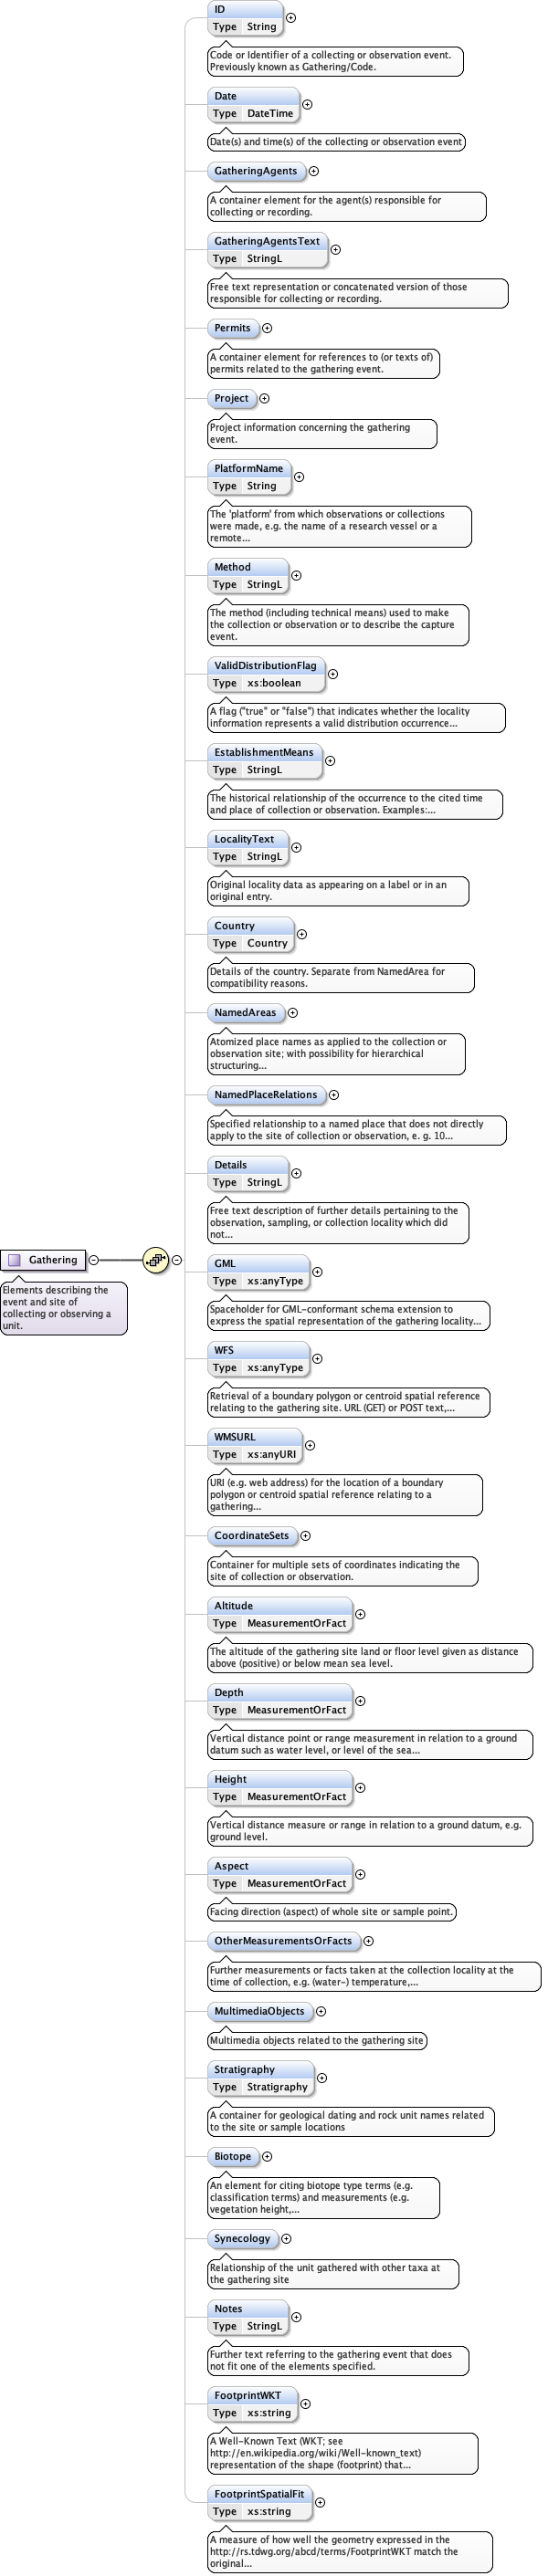 ID
Type String
Code or Identifier of a collecting or observation event.
Previously known as Gathering/Code.
Date
Type DateTime
Date(s) and time(s) of the collecting or observation event
GatheringAgents
A container element for the agent(s) responsible for
collecting or recording.
GatheringAgentsText
Type StringL
Free text representation or concatenated version of those
responsible for collecting or recording.
Permits
A container element for references to (or texts of)
permits related to the gathering event.
Project
Project information concerning the gathering
event.
PlatformName
Type String
The 'platform' from which observations or collections
were made, e.g. the name of a research vessel or a
remote...
Method
Type StringL
The method (including technical means) used to make
the collection or observation or to describe the capture
event.
ValidDistributionFlag
Type xs:boolean
A flag ("true" or "false") that indicates whether the locality
information represents a valid distribution occurrence...
EstablishmentMeans
Type StringL
The historical relationship of the occurrence to the cited time
and place of collection or observation. Examples:...
LocalityText
Type StringL
Original locality data as appearing on a label or in an
original entry.
Country
Type Country
Details of the country. Separate from NamedArea for
compatibility reasons.
NamedAreas
Atomized place names as applied to the collection or
observation site; with possibility for hierarchical
structuring...
NamedPlaceRelations
Specified relationship to a named place that does not directly
apply to the site of collection or observation, e. g. 10...
Details
Type StringL
Free text description of further details pertaining to the
observation, sampling, or collection locality which did
not...
Gathering
Elements describing the
event and site of
collecting or observing a
unit.
GML
Type xs:anyType
Spaceholder for GML-conformant schema extension to
express the spatial representation of the gathering locality...
WFS
Type xs:anyType
Retrieval of a boundary polygon or centroid spatial reference
relating to the gathering site. URL (GET) or POST text,...
WMSURL
Type xs:anyURI
URI (e.g. web address) for the location of a boundary
polygon or centroid spatial reference relating to a
gathering...
CoordinateSets
Container for multiple sets of coordinates indicating the
site of collection or observation.
Altitude
Type MeasurementOrFact
The altitude of the gathering site land or floor level given as distance
above (positive) or below mean sea level.
Depth
Type MeasurementOrFact
Vertical distance point or range measurement in relation to a ground
datum such as water level, or level of the sea...
Height
Type MeasurementOrFact
Vertical distance measure or range in relation to a ground datum, e.g.
ground level.
Aspect
Type MeasurementOrFact
Facing direction (aspect) of whole site or sample point.
OtherMeasurementsOrFacts
Further measurements or facts taken at the collection locality at the
time of collection, e.g. (water-) temperature,...
MultimediaObjects
Multimedia objects related to the gathering site
Stratigraphy
Type Stratigraphy
A container for geological dating and rock unit names related
to the site or sample locations
Biotope
An element for citing biotope type terms (e.g.
classification terms) and measurements (e.g.
vegetation height,...
Synecology
Relationship of the unit gathered with other taxa at
the gathering site
Notes
Type StringL
Further text referring to the gathering event that does
not fit one of the elements specified.
FootprintWKT
Type xs:string
A Well-Known Text (WKT; see
http://en.wikipedia.org/wiki/Well-known_text)
representation of the shape (footprint) that...
FootprintSpatialFit
Type xs:string
A measure of how well the geometry expressed in the
http://rs.tdwg.org/abcd/terms/FootprintWKT match the
original...